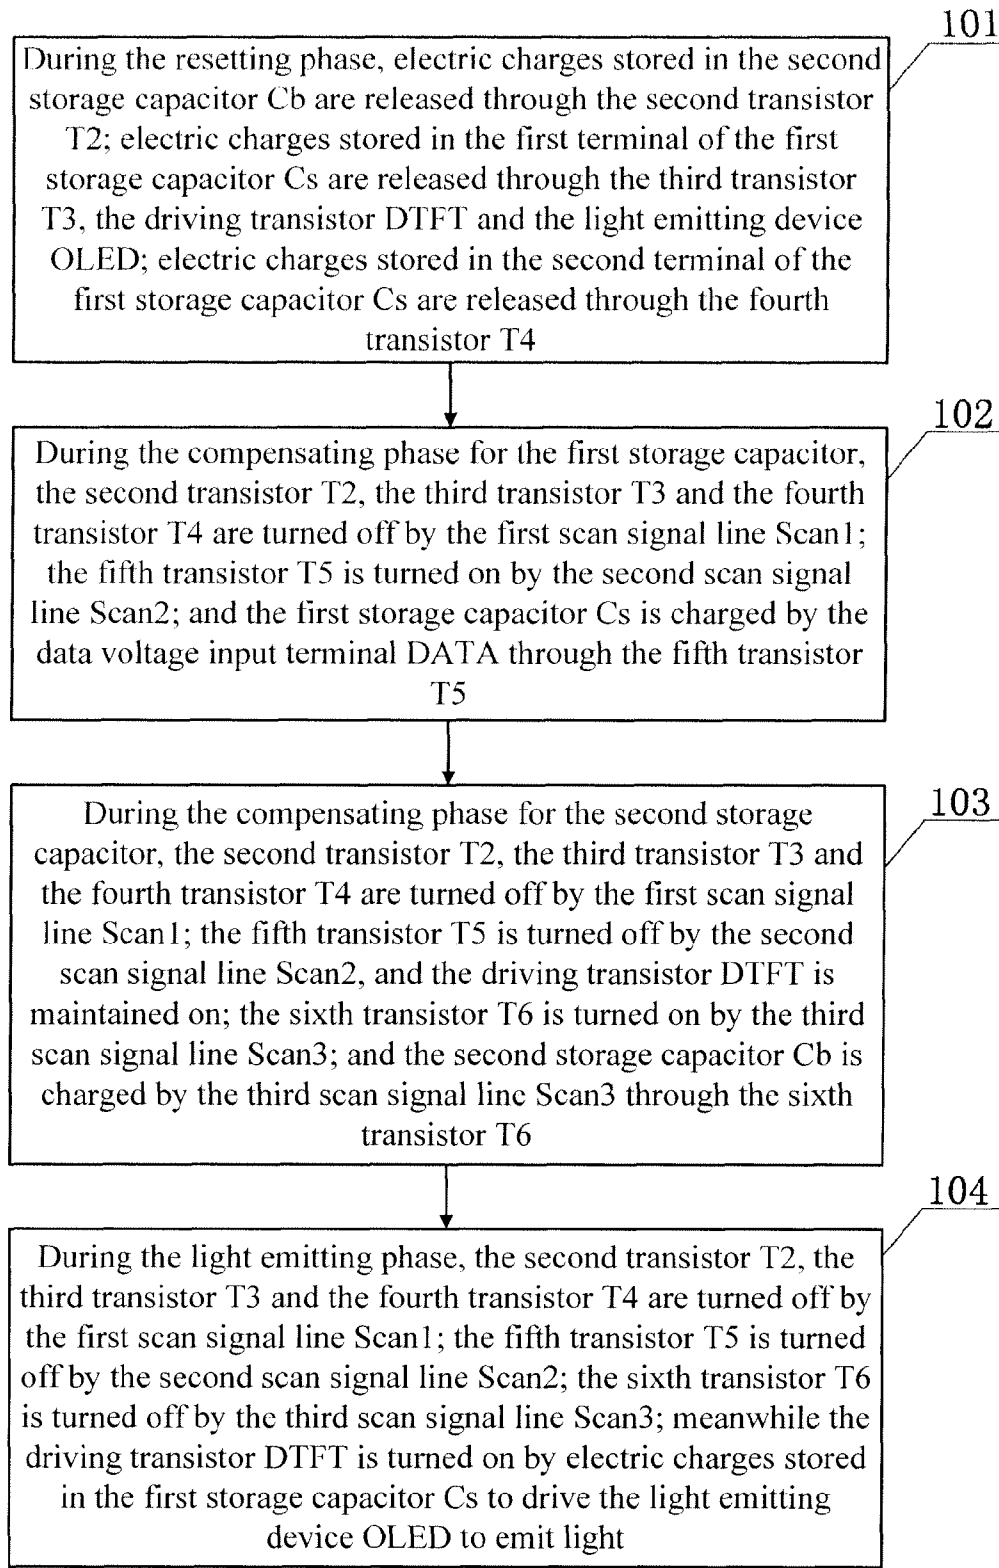 101
During the resetting phase, electric charges stored in the second
storage capacitor Cb are released through the second transistor
T2; electric charges stored in the first terminal of the first
storage capacitor Cs are released through the third transistor
T3, the driving transistor DTFT and the light emitting device
OLED; electric charges stored in the second terminal of the
first storage capacitor Cs are released through the fourth
transistor T4
102
During the compensating phase for the first storage capacitor,
the second transistor T2, the third transistor T3 and the fourth
transistor T4 are turned off by the first scan signal line Scan1;
the fifth transistor T5 is turned on by the second scan signal
line Scan2; and the first storage capacitor Cs is charged by the
data voltage input terminal DATA through the fifth transistor
T5
103
During the compensating phase for the second storage
capacitor, the second transistor T2, the third transistor T3 and
the fourth transistor T4 are turned off by the first scan signal
line Scan1; the fifth transistor T5 is turned off by the second
scan signal line Scan2, and the driving transistor DTFT is
maintained on; the sixth transistor T6 is turned on by the third
scan signal line Scan3; and the second storage capacitor Cb is
charged by the third scan signal line Scan3 through the sixth
transistor T6
104
During the light emitting phase, the second transistor T2, the
third transistor T3 and the fourth transistor T4 are turned off by
the first scan signal line Scan1; the fifth transistor T5 is turned
off by the second scan signal line Scan2; the sixth transistor T6
is turned off by the third scan signal line Scan3; meanwhile the
driving transistor DTFT is turned on by electric charges stored
in the first storage capacitor Cs to drive the light emitting
device OLED to emit light